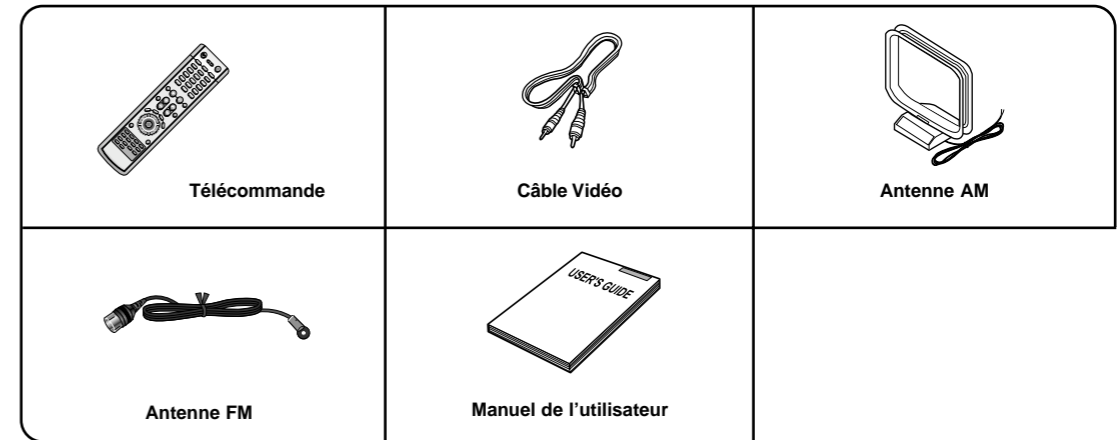 Télécommande
Câble Vidéo
Antenne AM
USER'S GUIDE
Antenne FM
Manuel de l’utilisateur